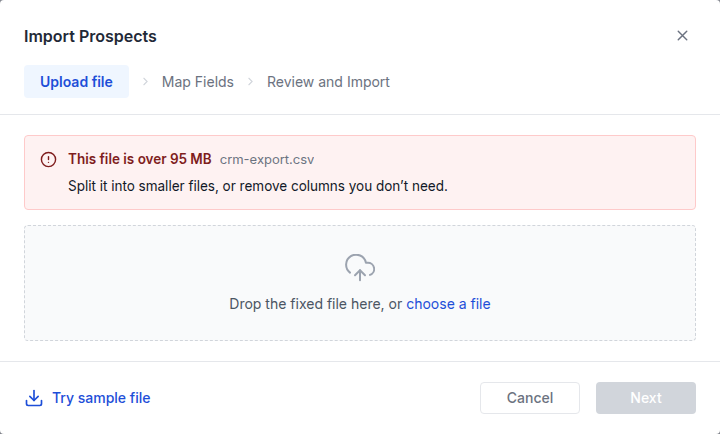 Import Prospects
Upload file
Map Fields
Review and Import
This file is over 95 MB crm-export.csv
Split it into smaller files, or remove columns you don’t need.
Drop the fixed file here, or choose a file
Try sample file
Cancel
Next